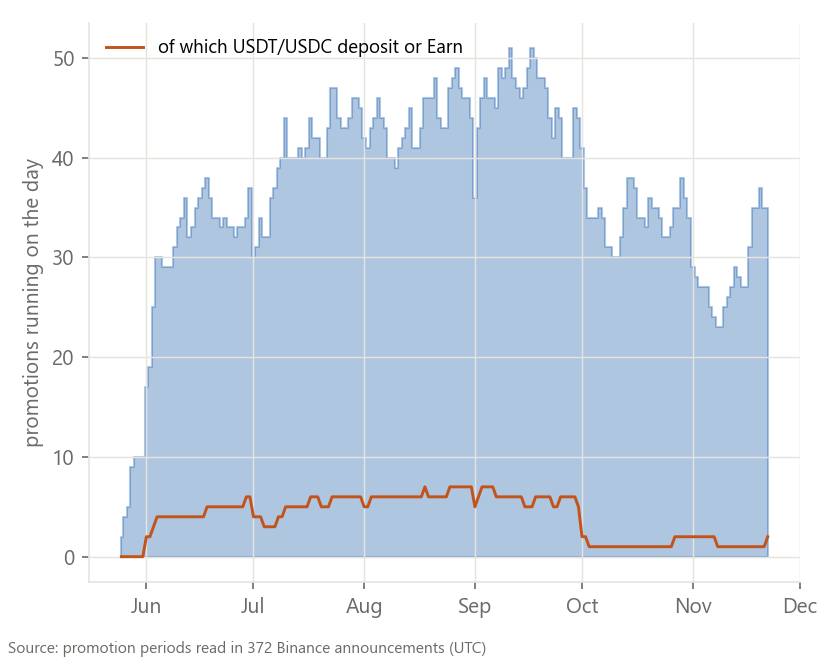 of which USDT/USDC deposit or Earn
promotions running on the day
50
40
30
20
10
0
Jun Jul Aug Sep Oct Nov Dec
Source: promotion periods read in 372 Binance announcements (UTC)